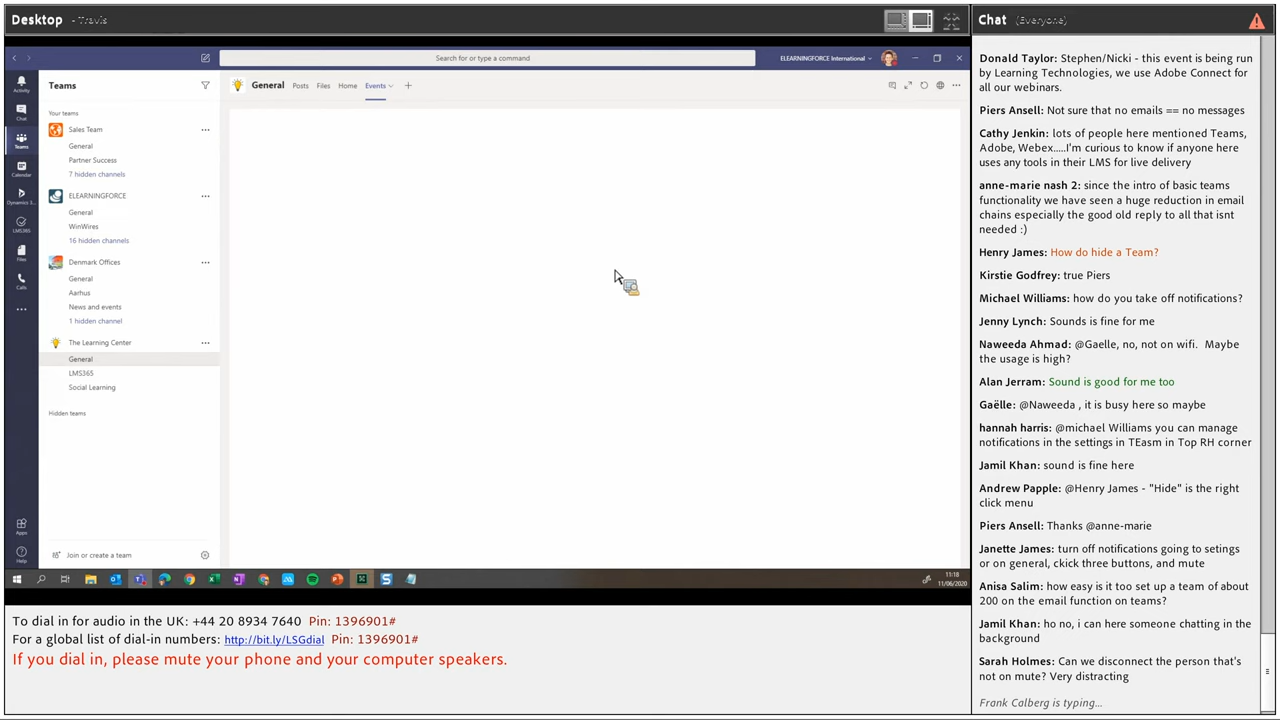 Desktop - Travis
Search for or type a command
ELEARNINGFORCE International
Activity
Chat
Teams
Calendar
Dynamics 3...
LMS365
Files
Calls
Apps
Help
Teams
Your teams
Sales Team
General
Partner Success
7 hidden channels
ELEARNINGFORCE
General
WinWires
16 hidden channels
Denmark Offices
General
Aarhus
News and events
1 hidden channel
The Learning Center
General
LMS365
Social Learning
Hidden teams
Join or create a team
General Posts Files Home Events
11:18
11/06/2020
To dial in for audio in the UK: +44 20 8934 7640 Pin: 1396901#
For a global list of dial-in numbers: http://bit.ly/LSGdial Pin: 1396901#
If you dial in, please mute your phone and your computer speakers.
Chat (Everyone)
Donald Taylor: Stephen/Nicki - this event is being run
by Learning Technologies, we use Adobe Connect for
all our webinars.
Piers Ansell: Not sure that no emails == no messages
Cathy Jenkin: lots of people here mentioned Teams,
Adobe, Webex.....I'm curious to know if anyone here
uses any tools in their LMS for live delivery
anne-marie nash 2: since the intro of basic teams
functionality we have seen a huge reduction in email
chains especially the good old reply to all that isnt
needed :)
Henry James: How do hide a Team?
Kirstie Godfrey: true Piers
Michael Williams: how do you take off notifications?
Jenny Lynch: Sounds is fine for me
Naweeda Ahmad: @Gaelle, no, not on wifi. Maybe
the usage is high?
Alan Jerram: Sound is good for me too
Gaëlle: @Naweeda , it is busy here so maybe
hannah harris: @michael Williams you can manage
notifications in the settings in TEasm in Top RH corner
Jamil Khan: sound is fine here
Andrew Papple: @Henry James - "Hide" is the right
click menu
Piers Ansell: Thanks @anne-marie
Janette James: turn off notifications going to setings
or on general, ckick three buttons, and mute
Anisa Salim: how easy is it too set up a team of about
200 on the email function on teams?
Jamil Khan: ho no, i can here someone chatting in the
background
Sarah Holmes: Can we disconnect the person that's
not on mute? Very distracting
Frank Calberg is typing...